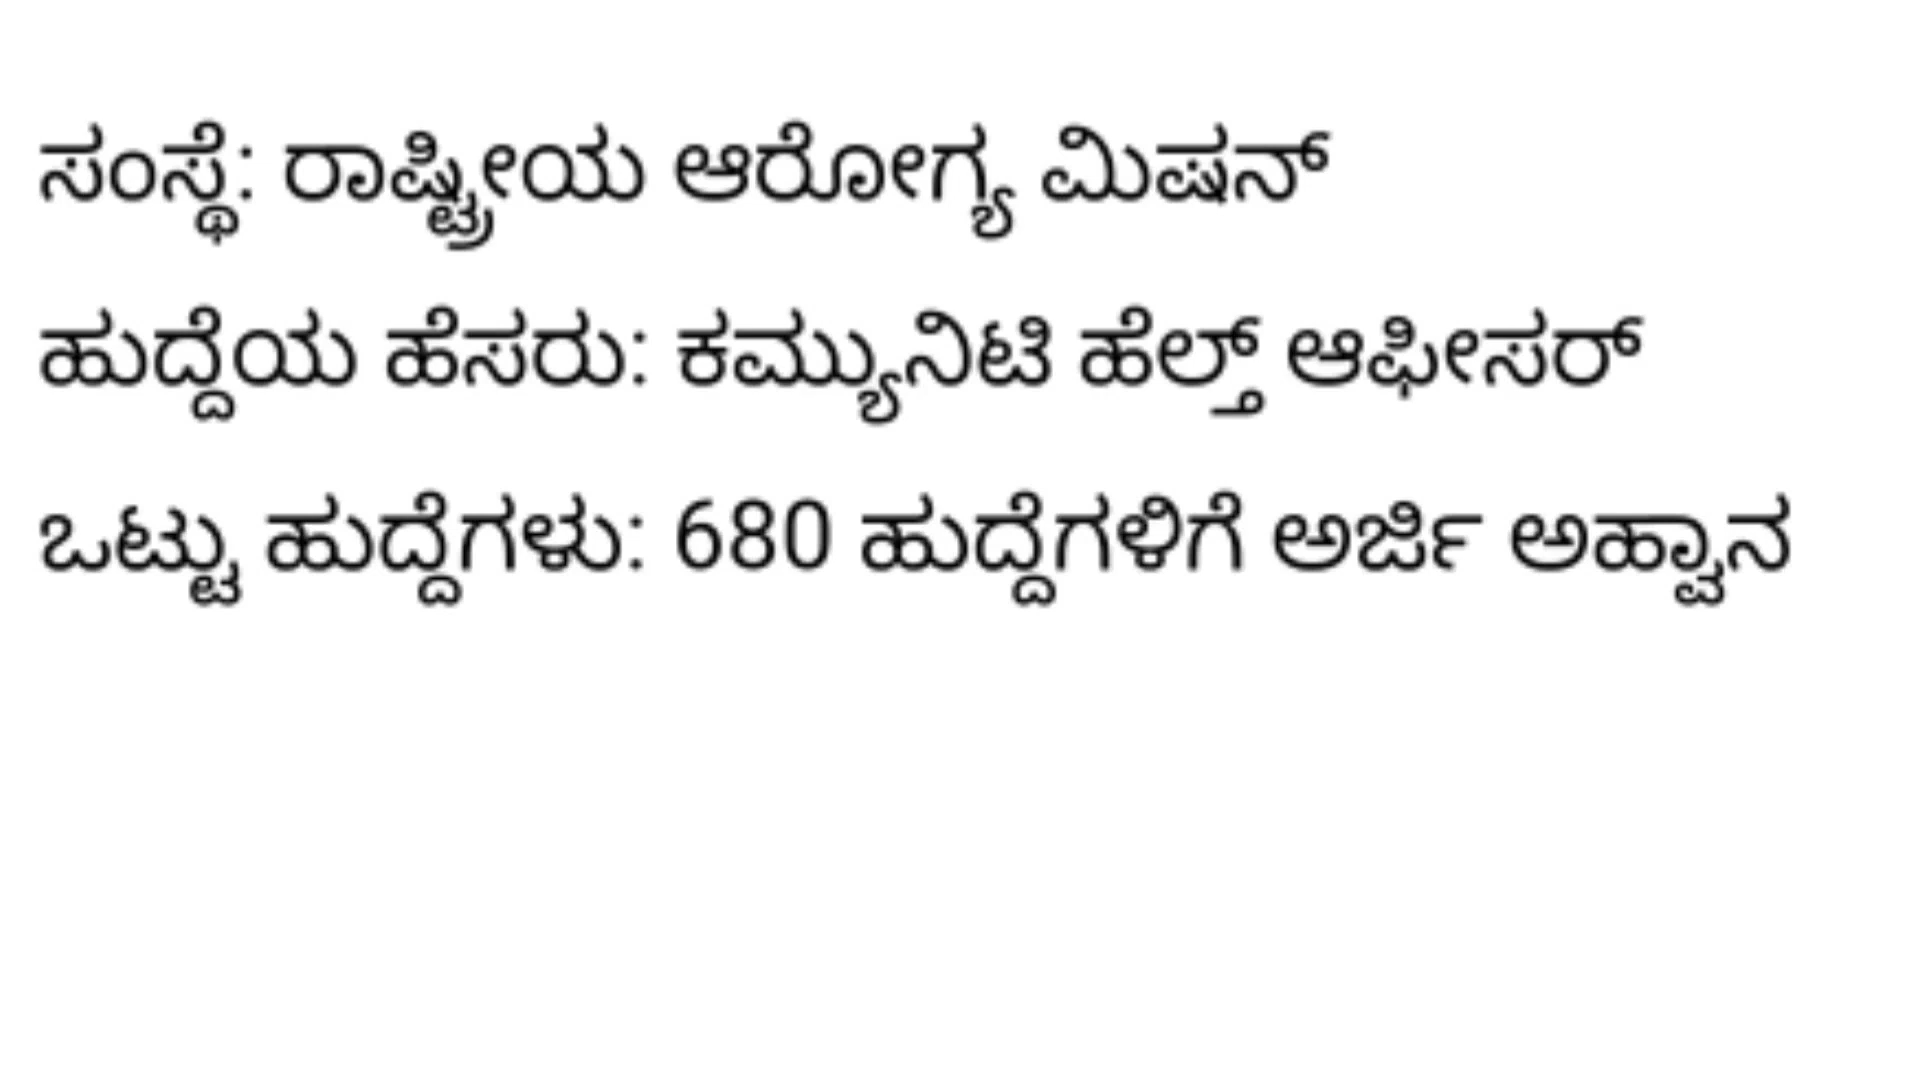 ಸಂಸ್ಥೆ: ರಾಷ್ಟ್ರೀಯ ಆರೋಗ್ಯ ಮಿಷನ್
ಹುದ್ದೆಯ ಹೆಸರು: ಕಮ್ಯುನಿಟಿ ಹೆಲ್ತ್ ಆಫೀಸರ್
ಒಟ್ಟು ಹುದ್ದೆಗಳು: 680 ಹುದ್ದೆಗಳಿಗೆ ಅರ್ಜಿ ಅಹ್ವಾನ